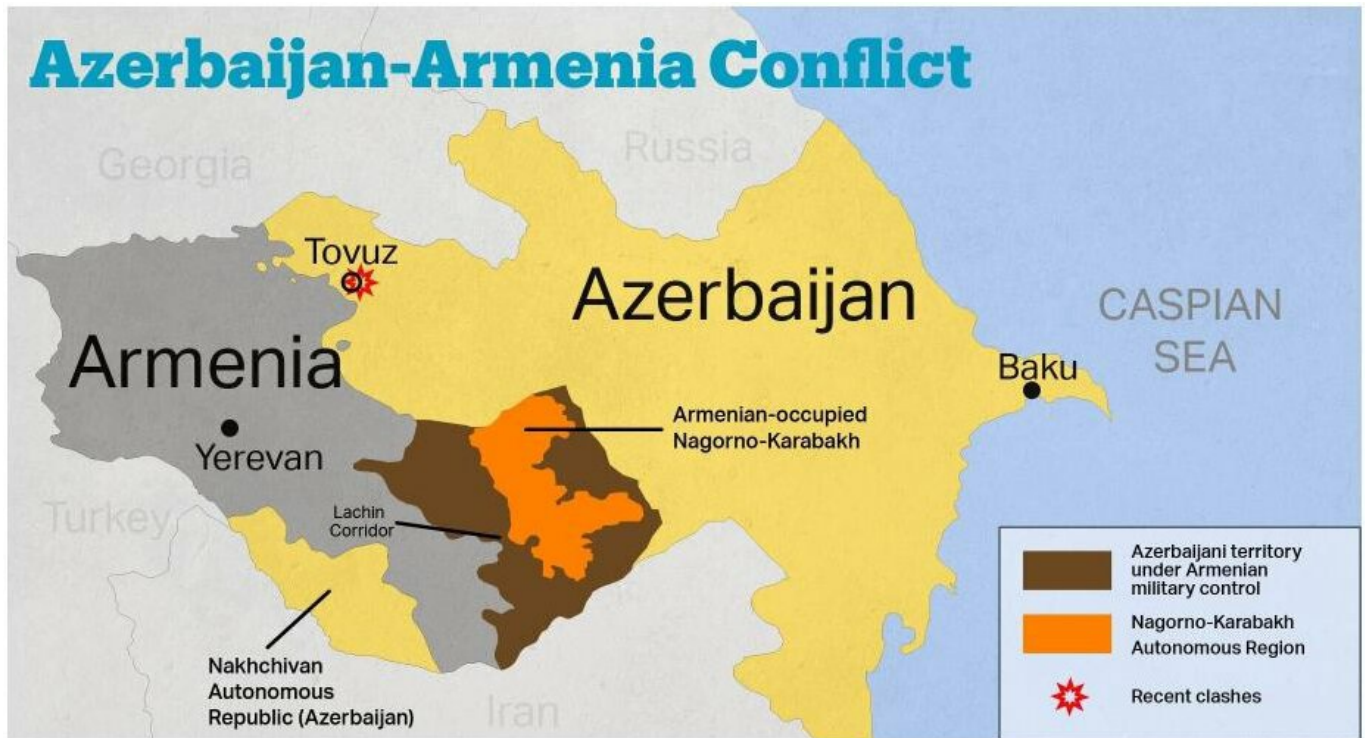 Azerbaijan-Armenia Conflict
Georgia
Russia
Tovuz
Azerbaijan
CASPIAN
SEA
Armenia
Baku
Armenian-occupied
Nagorno-Karabakh
Yerevan
Turkey
Lachin
Corridor
Nakhchivan
Autonomous
Republic (Azerbaijan)
Iran
Azerbaijani territory
under Armenian
military control
Nagorno-Karabakh
Autonomous Region
Recent clashes